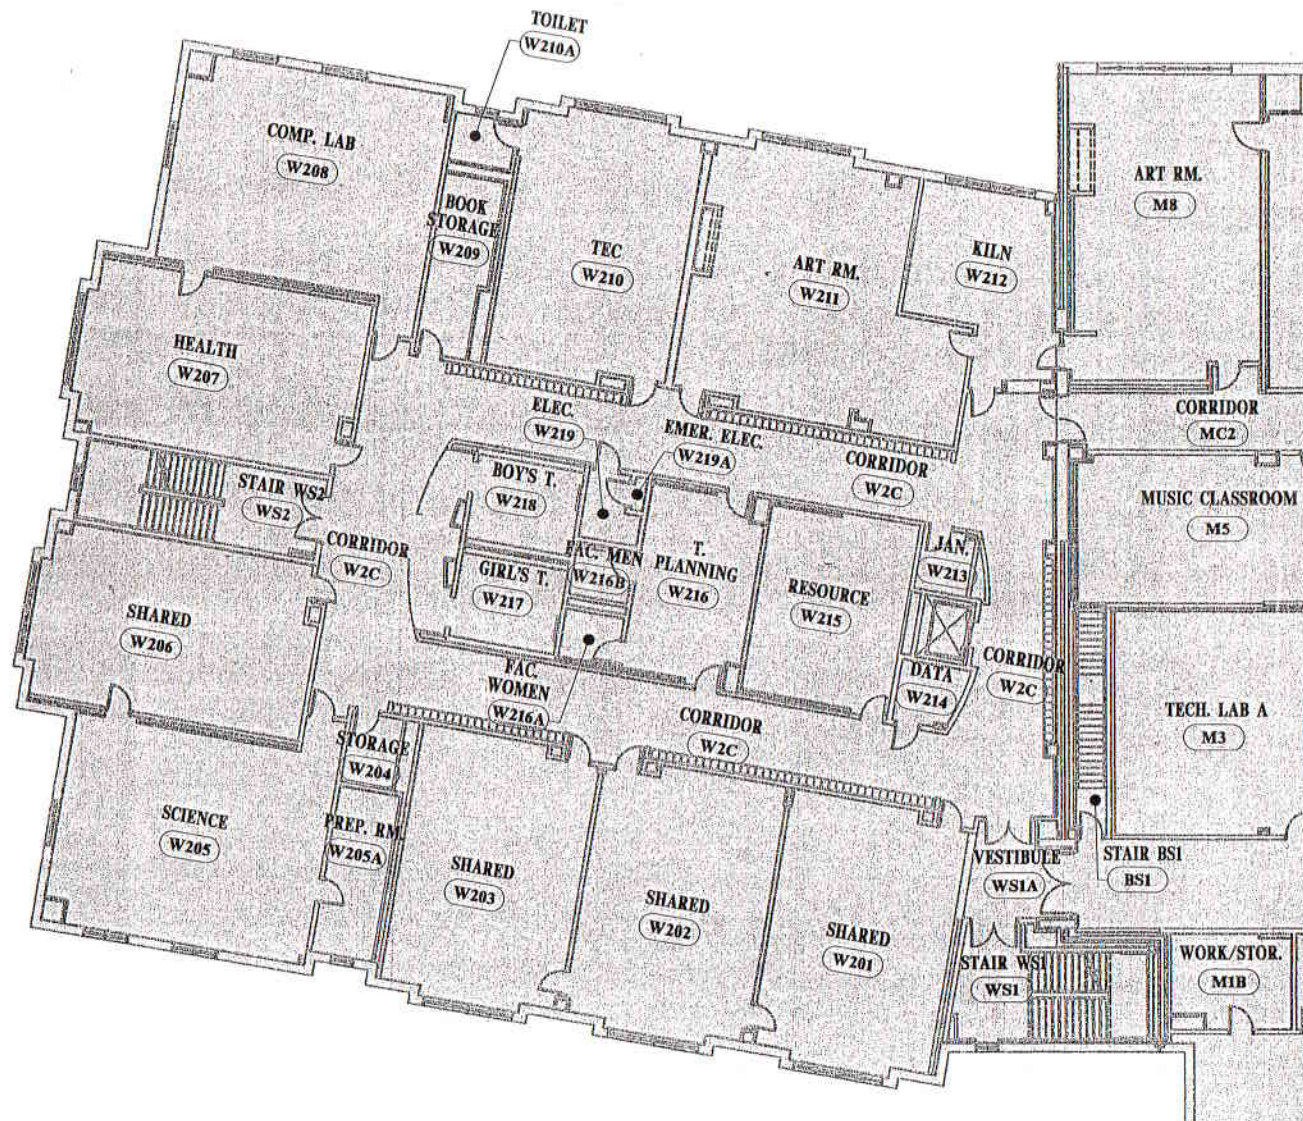 TOILET
W210A
COMP. LAB
W208
BOOK
STORAGE
W209
TEC
W210
ART RM.
W211
KILN
W212
ART RM.
M8
HEALTH
W207
ELEC.
W219
EMER. ELEC.
W219A
CORRIDOR
W2C
CORRIDOR
MC2
STAIR WS2
WS2
BOY'S T.
W218
MUSIC CLASSROOM
M5
CORRIDOR
W2C
GIRL'S T.
W217
FAC. MEN
W216B
T.
PLANNING
W216
RESOURCE
W215
JAN.
W213
SHARED
W206
FAC.
WOMEN
W216A
DATA
W214
CORRIDOR
W2C
TECH. LAB A
M3
STORAGE
W204
CORRIDOR
W2C
SCIENCE
W205
PREP. RM.
W205A
SHARED
W203
SHARED
W202
SHARED
W201
VESTIBULE
WS1A
STAIR BS1
BS1
STAIR WS1
WS1
WORK/STOR.
M1B